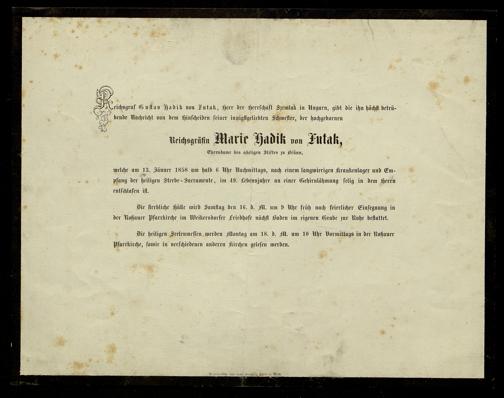 Reichsgraf Gustav Hadik von Futak, Herr der Herrschaft Szemlak in Ungarn, gibt die ihn höchst betrü-
bende Nachricht von dem Hinscheiden seiner innigstgeliebten Schwester, der hochgebornen
Reichsgräfin Marie Hadik von Futak,
Ehrendame des adeligen Stiftes zu Brünn,
welche am 13. Jänner 1858 um halb 6 Uhr Nachmittags, nach einem langwierigen Krankenlager und Em-
pfang der heiligen Sterbe-Sacramente, im 49. Lebensjahre an einer Gehirnlähmung selig in dem Herrn
entschlafen ist.
Die sterbliche Hülle wird Samstag den 16. d. M. um 9 Uhr früh nach feierlicher Einsegnung in
der Roßauer Pfarrkirche im Weikersdorfer Friedhofe nächst Baden im eigenen Grabe zur Ruhe bestattet.
Die heiligen Seelenmessen werden Montag am 18. d. M. um 10 Uhr Vormittags in der Roßauer
Pfarrkirche, sowie in verschiedenen anderen Kirchen gelesen werden.